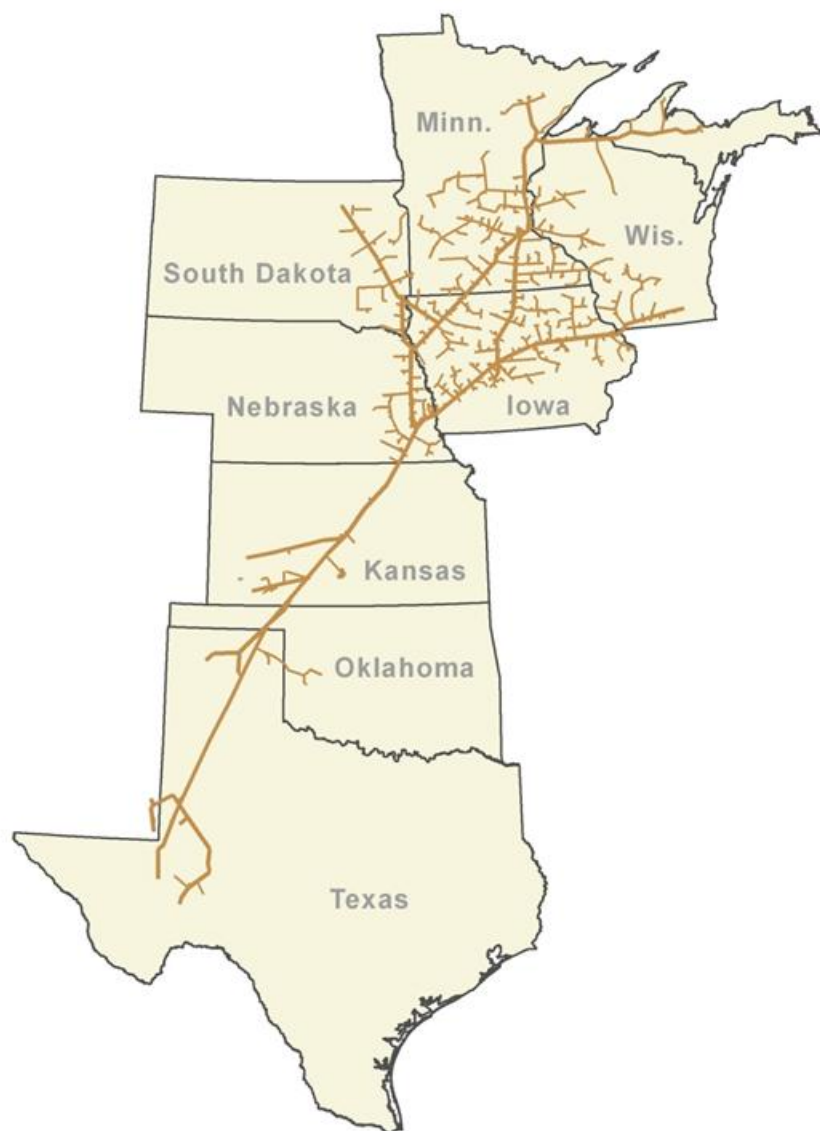 Minn.
Wis.
South Dakota
Nebraska
Iowa
Kansas
Oklahoma
Texas